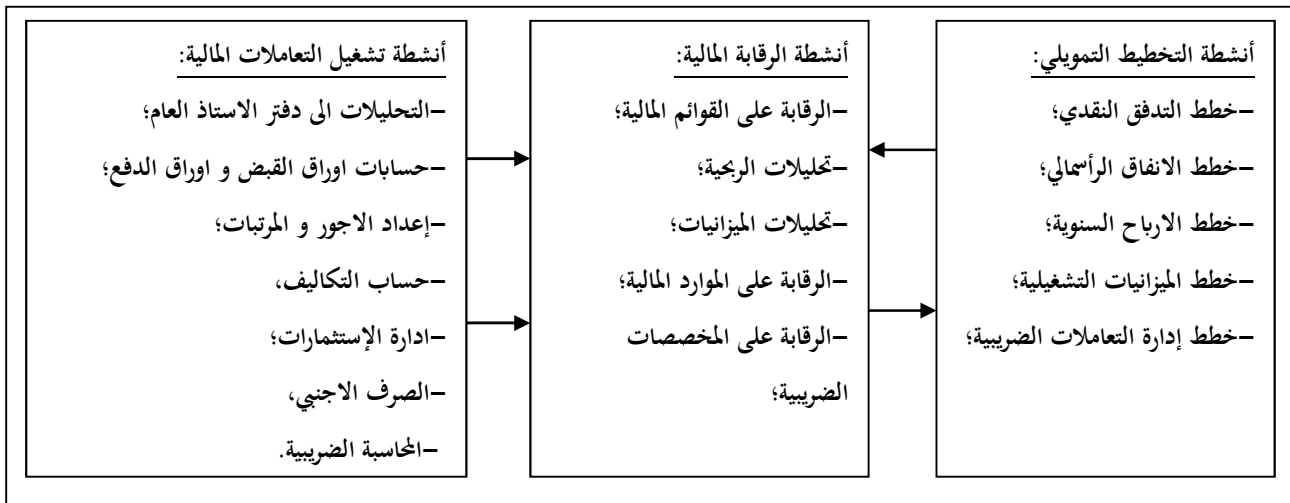 أنشطة التخطيط التمويلي:
–خطط التدفق النقدي؛
–خطط الانفاق الرأسمالي؛
–خطط الارباح السنوية؛
–خطط الميزانيات التشغيلية؛
–خطط إدارة التعاملات الضريبية؛
أنشطة الرقابة المالية:
–الرقابة على القوائم المالية؛
–تحليلات الربحية؛
–تحليلات الميزانيات؛
–الرقابة على الموارد المالية؛
–الرقابة على المخصصات
الضريبية؛
أنشطة تشغيل التعاملات المالية:
–التحليلات الى دفتر الاستاذ العام؛
–حسابات اوراق القبض و اوراق الدفع؛
–إعداد الاجور و المرتبات؛
–حساب التكاليف،
–ادارة الإستثمارات؛
–الصرف الاجنبي،
–المحاسبة الضريبية.